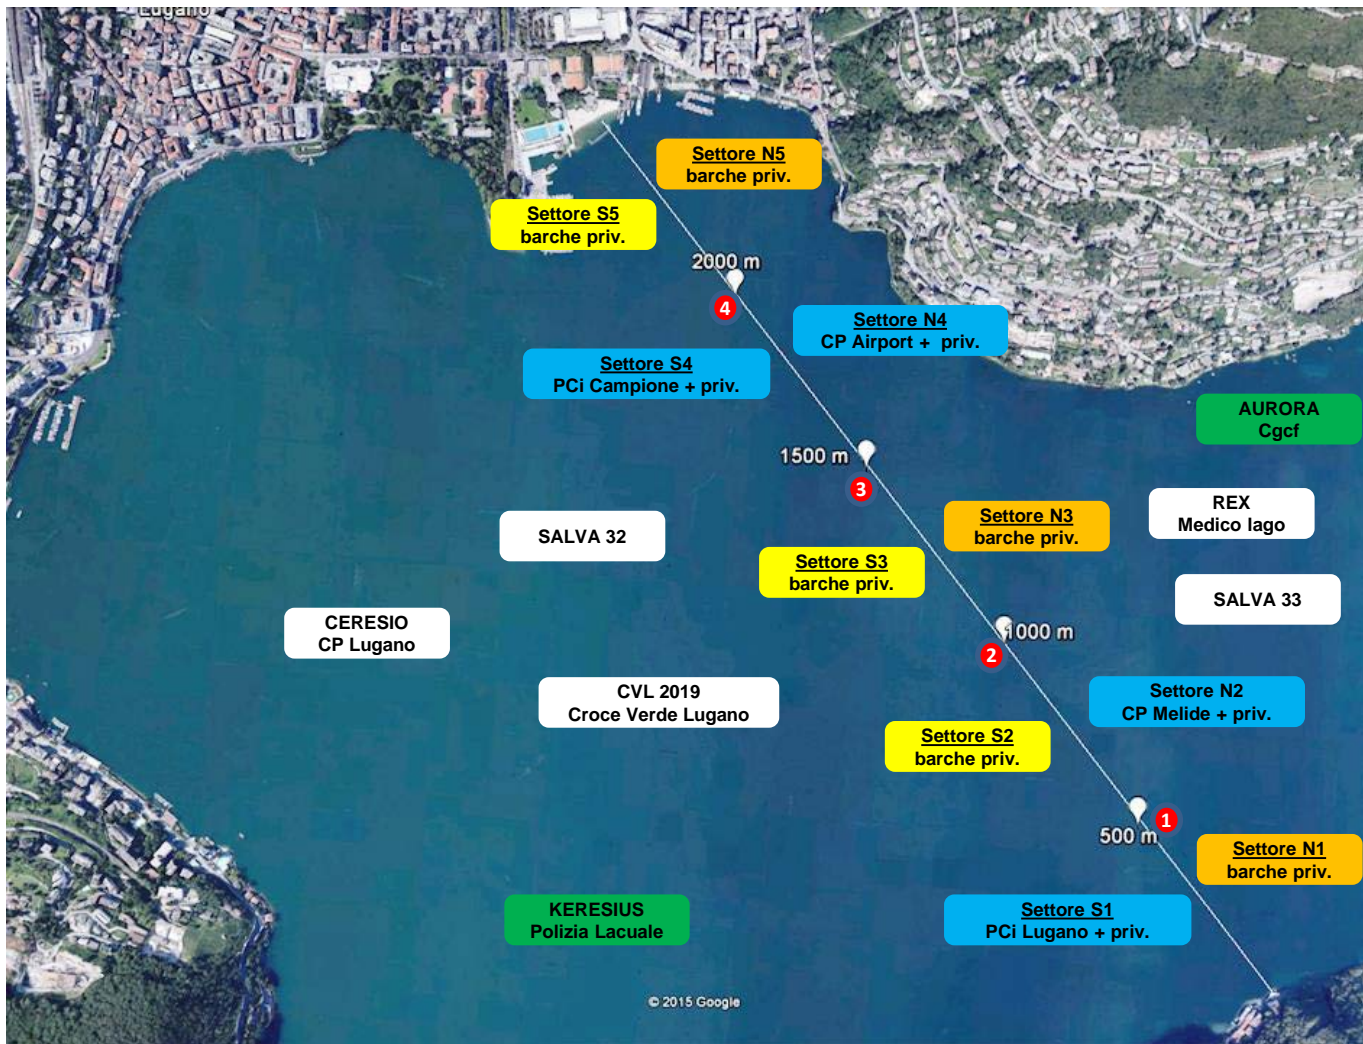 Lugano
Settore N5
barche priv.
Settore S5
barche priv.
2000 m
4
Settore N4
CP Airport + priv.
Settore S4
PCi Campione + priv.
AURORA
Cgcf
1500 m
3
REX
Medico lago
Settore N3
barche priv.
SALVA 32
Settore S3
barche priv.
SALVA 33
CERESIO
CP Lugano
1000 m
2
CVL 2019
Croce Verde Lugano
Settore N2
CP Melide + priv.
Settore S2
barche priv.
1
500 m
Settore N1
barche priv.
KERESIUS
Polizia Lacuale
Settore S1
PCi Lugano + priv.
© 2015 Google